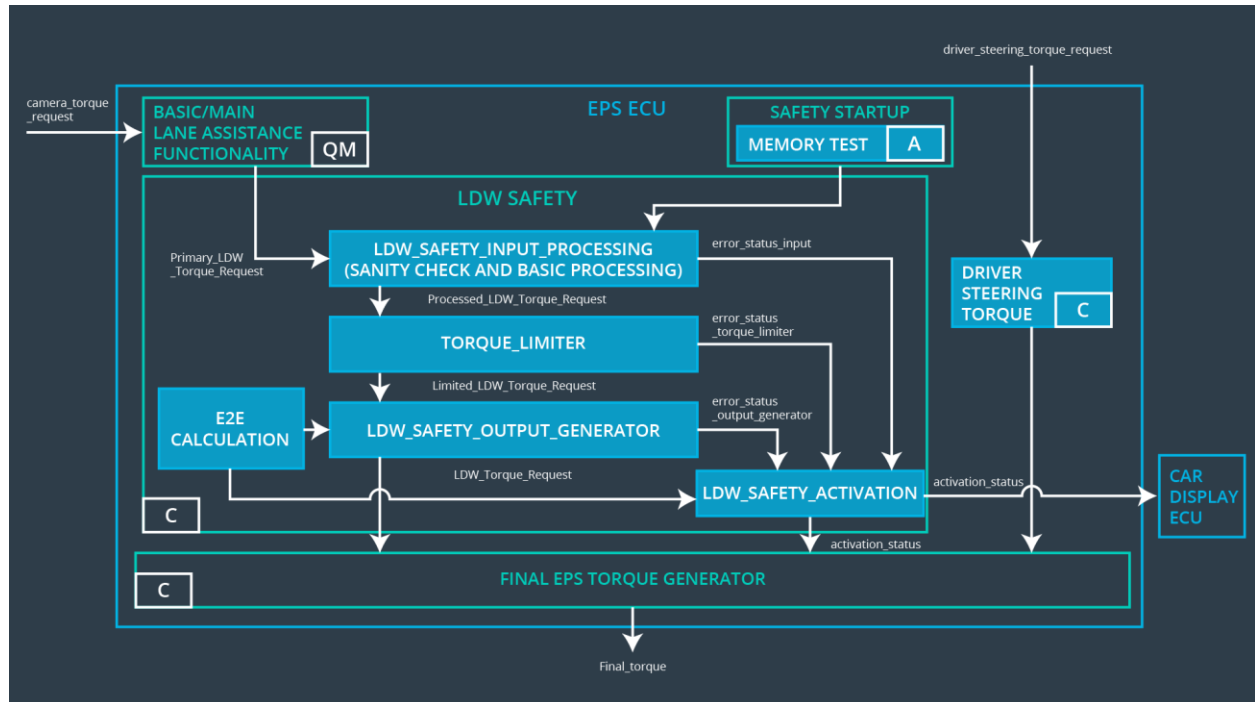 driver_steering_torque_request
camera_torque
_request
EPS ECU
BASIC/MAIN
LANE ASSISTANCE
FUNCTIONALITY
QM
SAFETY STARTUP
MEMORY TEST
A
LDW SAFETY
Primary_LDW
_Torque_Request
LDW_SAFETY_INPUT_PROCESSING
(SANITY CHECK AND BASIC PROCESSING)
error_status_input
DRIVER
STEERING
TORQUE
C
Processed_LDW_Torque_Request
TORQUE_LIMITER
error_status
_torque_limiter
Limited_LDW_Torque_Request
E2E
CALCULATION
LDW_SAFETY_OUTPUT_GENERATOR
error_status
_output_generator
LDW_Torque_Request
LDW_SAFETY_ACTIVATION
activation_status
CAR
DISPLAY
ECU
C
activation_status
FINAL EPS TORQUE GENERATOR
C
Final_torque